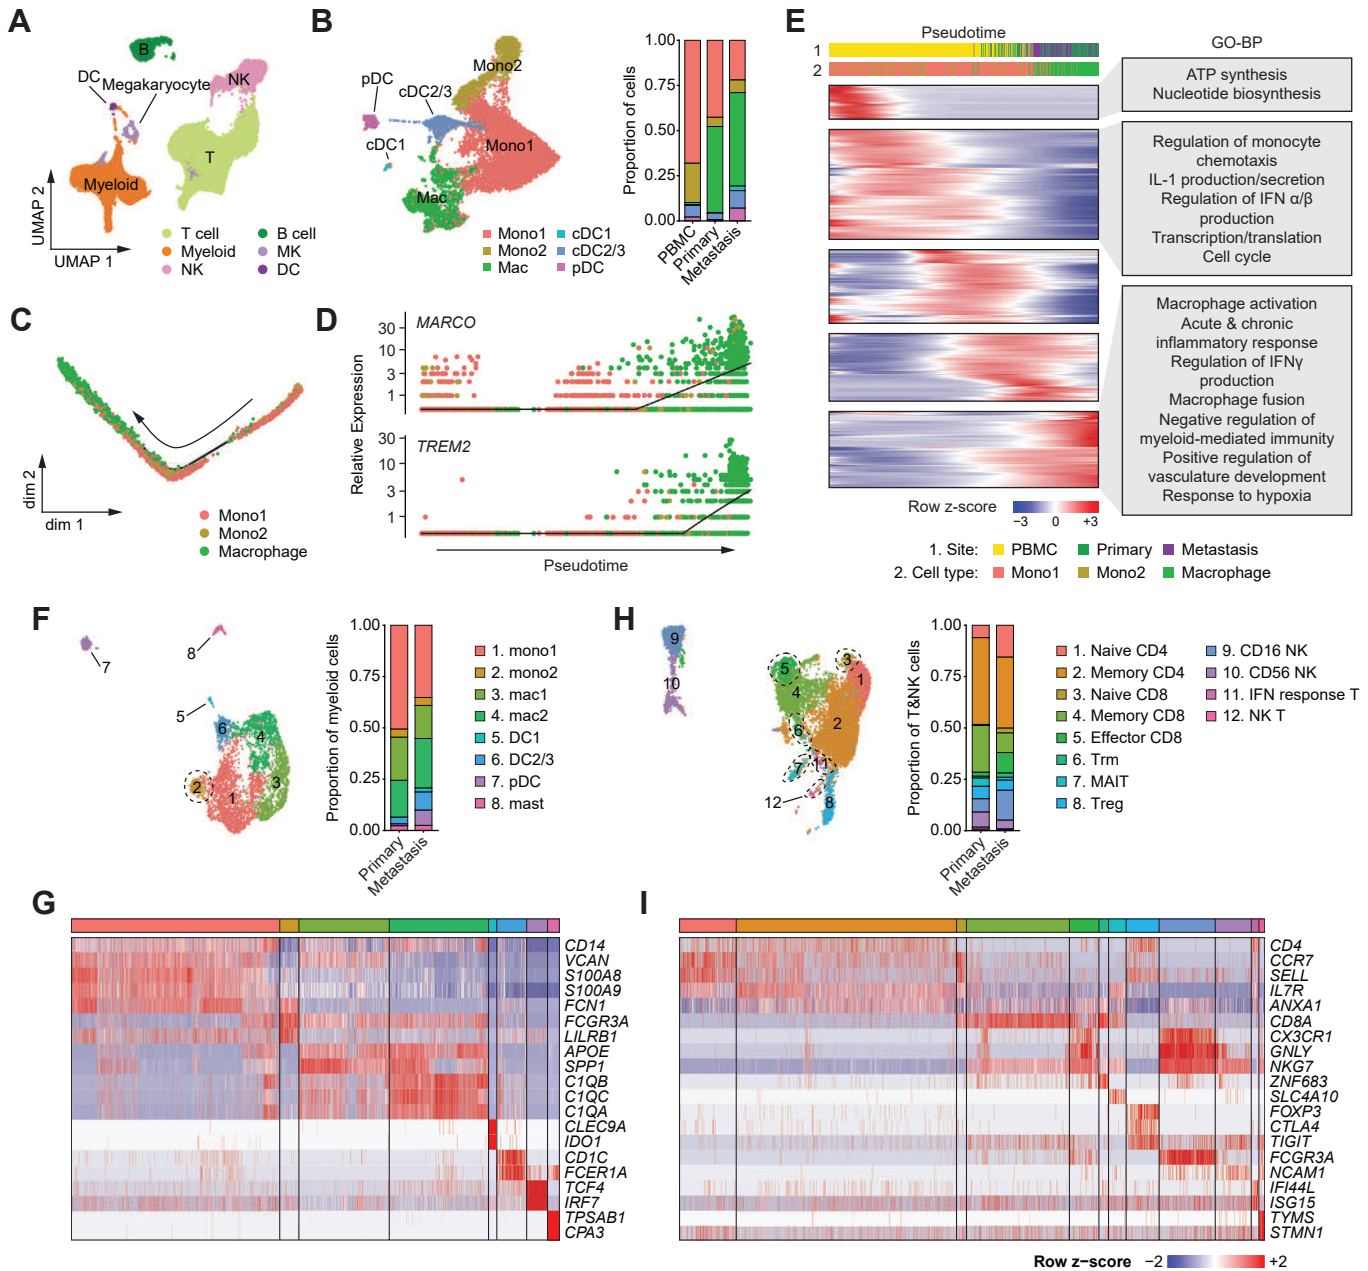 A
B
DC
Megakaryocyte
NK
T
Myeloid
UMAP 2
UMAP 1
T cell
Myeloid
NK
B cell
MK
DC
B
pDC
cDC2/3
Mono2
cDC1
Mono1
Mac
Mono1
Mono2
Mac
cDC1
cDC2/3
pDC
Proportion of cells
1.00
0.75
0.50
0.25
0.00
PBMC
Primary
Metastasis
C
dim 2
dim 1
Mono1
Mono2
Macrophage
D
Relative Expression
MARCO
30
10
3
1
TREM2
30
10
3
1
Pseudotime
E
Pseudotime
1
2
GO-BP
ATP synthesis
Nucleotide biosynthesis
Regulation of monocyte
chemotaxis
IL-1 production/secretion
Regulation of IFN α/β
production
Transcription/translation
Cell cycle
Macrophage activation
Acute & chronic
inflammatory response
Regulation of IFNγ
production
Macrophage fusion
Negative regulation of
myeloid-mediated immunity
Positive regulation of
vasculature development
Response to hypoxia
Row z-score
−3 0 +3
1. Site: PBMC Primary Metastasis
2. Cell type: Mono1 Mono2 Macrophage
F
7
8
5
6
4
2
1
3
Proportion of myeloid cells
1.00
0.75
0.50
0.25
0.00
Primary
Metastasis
1. mono1
2. mono2
3. mac1
4. mac2
5. DC1
6. DC2/3
7. pDC
8. mast
H
9
10
5
4
3
1
2
6
7
11
12
8
Proportion of T&NK cells
1.00
0.75
0.50
0.25
0.00
Primary
Metastasis
1. Naive CD4
2. Memory CD4
3. Naive CD8
4. Memory CD8
5. Effector CD8
6. Trm
7. MAIT
8. Treg
9. CD16 NK
10. CD56 NK
11. IFN response T
12. NK T
G
CD14
VCAN
S100A8
S100A9
FCN1
FCGR3A
LILRB1
APOE
SPP1
C1QB
C1QC
C1QA
CLEC9A
IDO1
CD1C
FCER1A
TCF4
IRF7
TPSAB1
CPA3
I
CD4
CCR7
SELL
IL7R
ANXA1
CD8A
CX3CR1
GNLY
NKG7
ZNF683
SLC4A10
FOXP3
CTLA4
TIGIT
FCGR3A
NCAM1
IFI44L
ISG15
TYMS
STMN1
Row z−score −2 +2